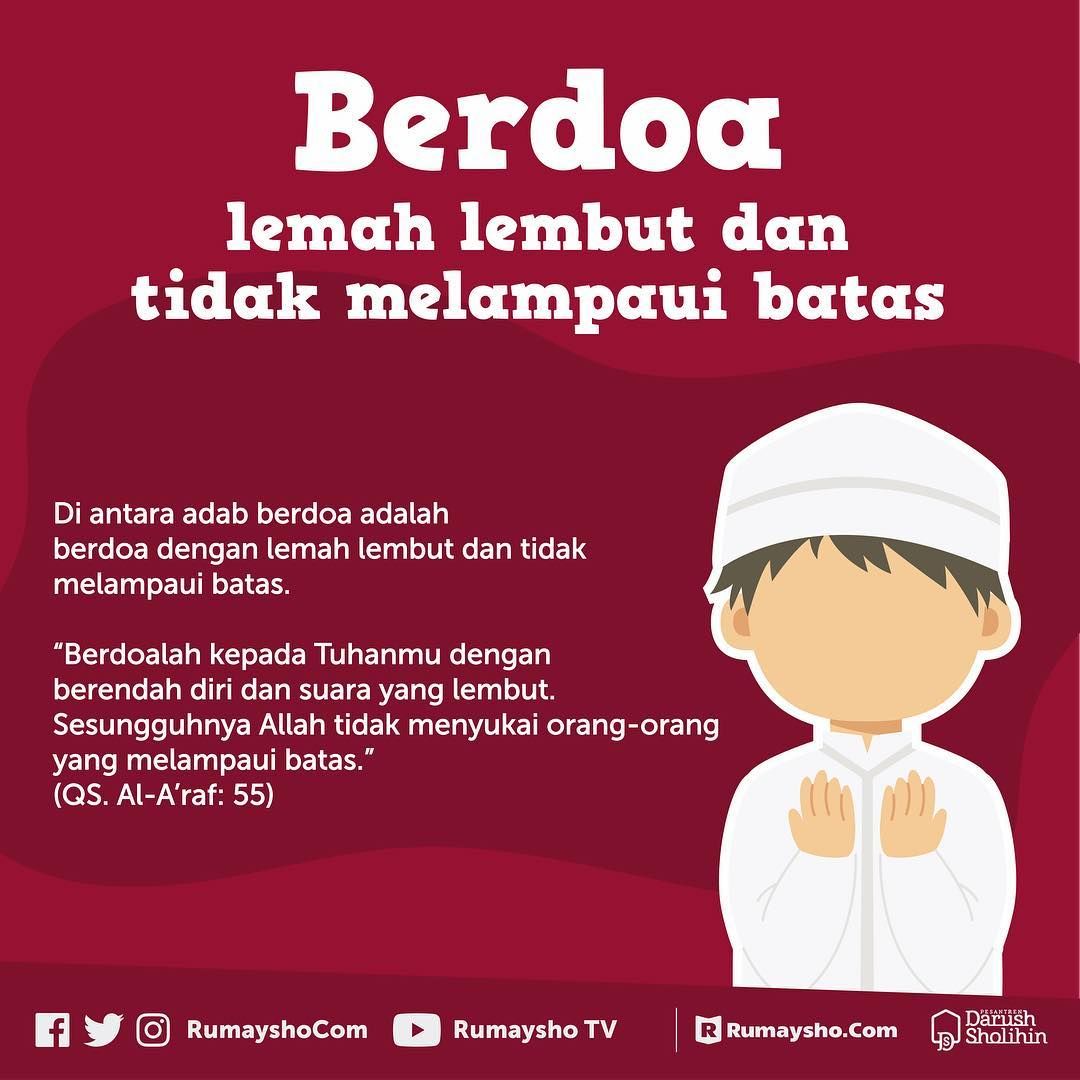 Berdoa
lemah lembut dan
tidak melampaui batas
Di antara adab berdoa adalah
berdoa dengan lemah lembut dan tidak
melampaui batas.
“Berdoalah kepada Tuhanmu dengan
berendah diri dan suara yang lembut.
Sesungguhnya Allah tidak menyukai orang-orang
yang melampaui batas.”
(QS. Al-A’raf: 55)
RumayshoCom
Rumaysho TV
R Rumaysho.Com
PESANTREN
Darush
Sholihin
DS